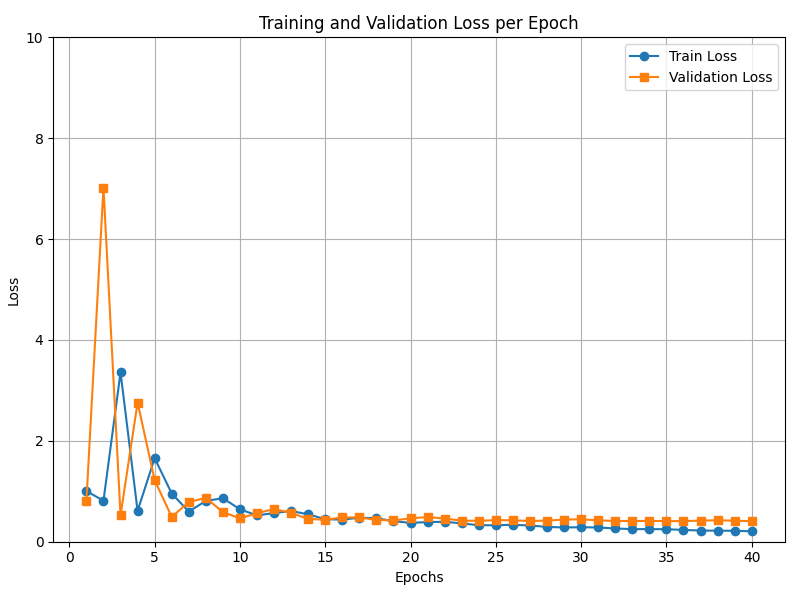 Training and Validation Loss per Epoch
10
8
6
4
2
0
Loss
Train Loss
Validation Loss
0 5 10 15 20 25 30 35 40
Epochs